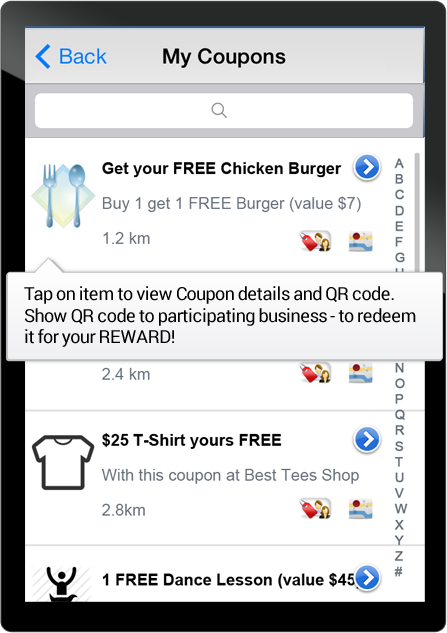 Back
My Coupons
Get your FREE Chicken Burger
Buy 1 get 1 FREE Burger (value $7)
1.2 km
Tap on item to view Coupon details and QR code.
Show QR code to participating business - to redeem
it for your REWARD!
2.4 km
$25 T-Shirt yours FREE
With this coupon at Best Tees Shop
2.8km
1 FREE Dance Lesson (value $45
A
B
C
D
E
F
G
N
O
P
Q
R
S
T
U
V
W
X
Y
Z
#